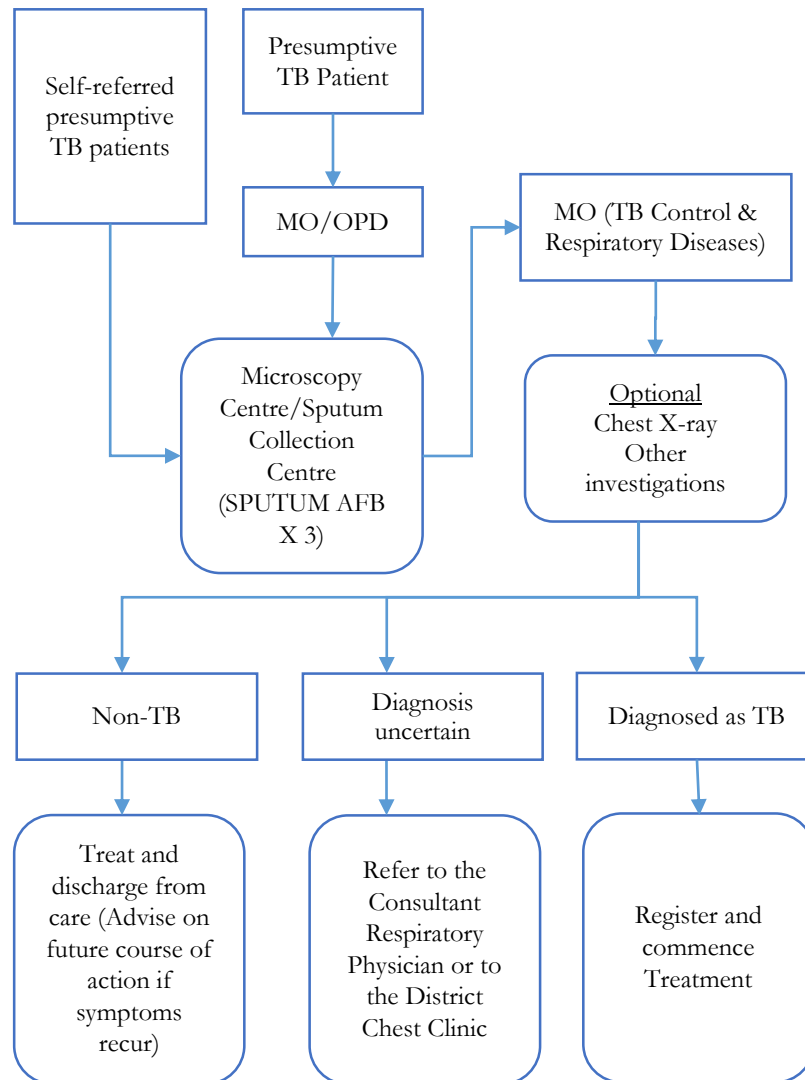 Self-referred
presumptive
TB patients
Presumptive
TB Patient
MO/OPD
MO (TB Control &
Respiratory Diseases)
Microscopy
Centre/Sputum
Collection
Centre
(SPUTUM AFB
X 3)
Optional
Chest X-ray
Other
investigations
Non-TB
Diagnosis
uncertain
Diagnosed as TB
Treat and
discharge from
care (Advise on
future course of
action if
symptoms
recur)
Refer to the
Consultant
Respiratory
Physician or to
the District
Chest Clinic
Register and
commence
Treatment